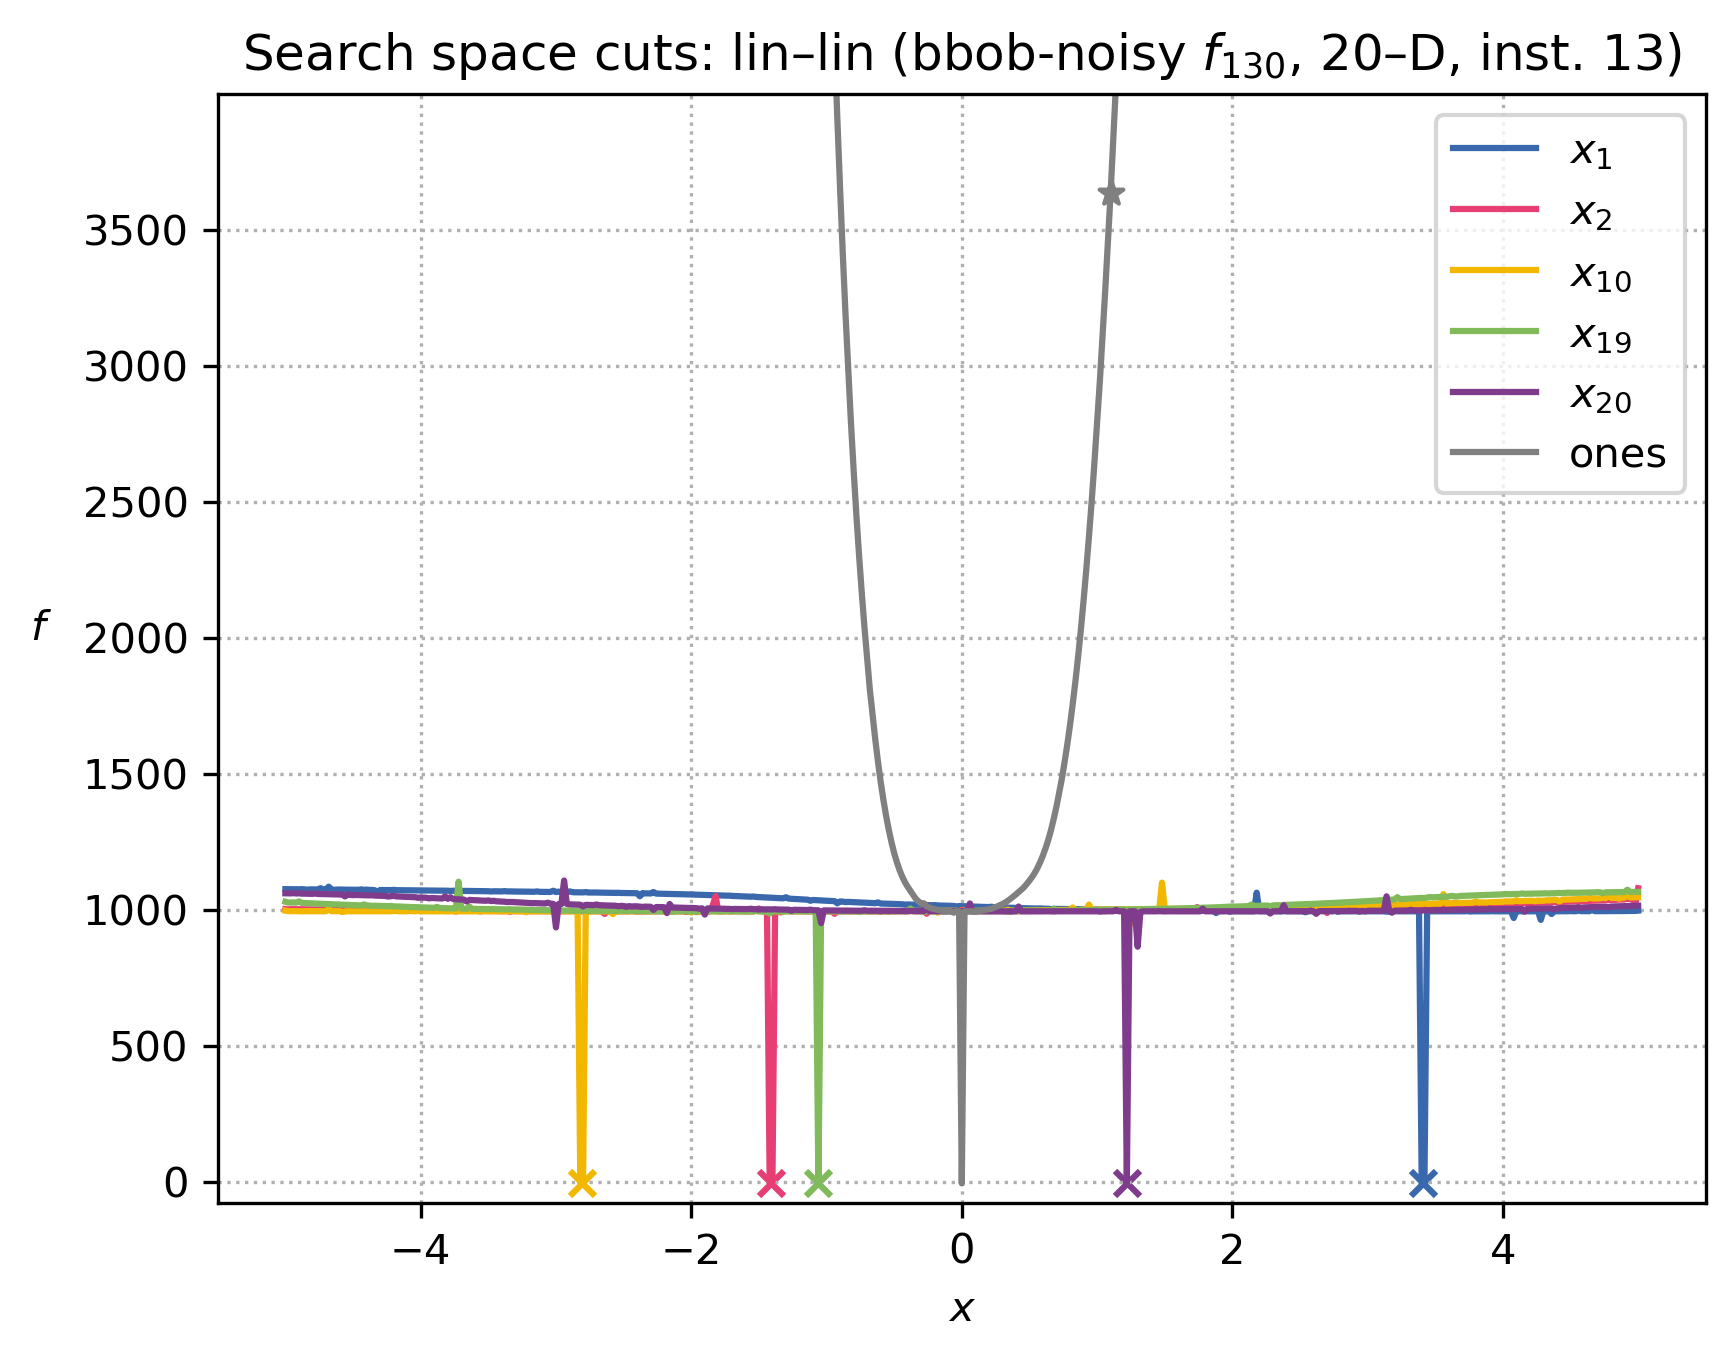 Search space cuts: lin–lin (bbob-noisy f₁₃₀, 20–D, inst. 13)
x₁
x₂
x₁₀
x₁₉
x₂₀
ones
3500
3000
2500
2000
1500
1000
500
0
f
−4 −2 0 2 4
x